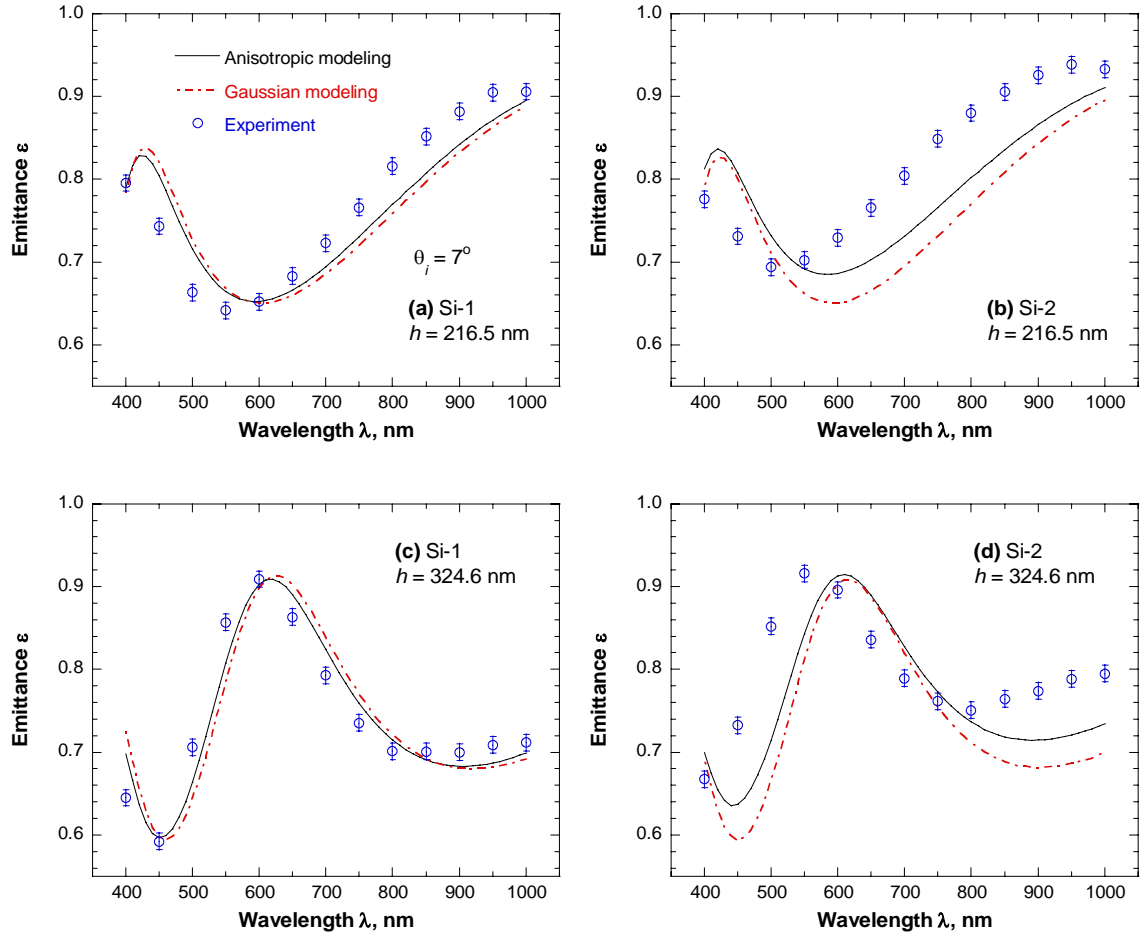 1.0
0.9
0.8
0.7
0.6
Emittance ε
Anisotropic modeling
Gaussian modeling
Experiment
θi = 7o
(a) Si-1
h = 216.5 nm
400 500 600 700 800 900 1000
Wavelength λ, nm
1.0
0.9
0.8
0.7
0.6
Emittance ε
(b) Si-2
h = 216.5 nm
400 500 600 700 800 900 1000
Wavelength λ, nm
1.0
0.9
0.8
0.7
0.6
Emittance ε
(c) Si-1
h = 324.6 nm
400 500 600 700 800 900 1000
Wavelength λ, nm
1.0
0.9
0.8
0.7
0.6
Emittance ε
(d) Si-2
h = 324.6 nm
400 500 600 700 800 900 1000
Wavelength λ, nm